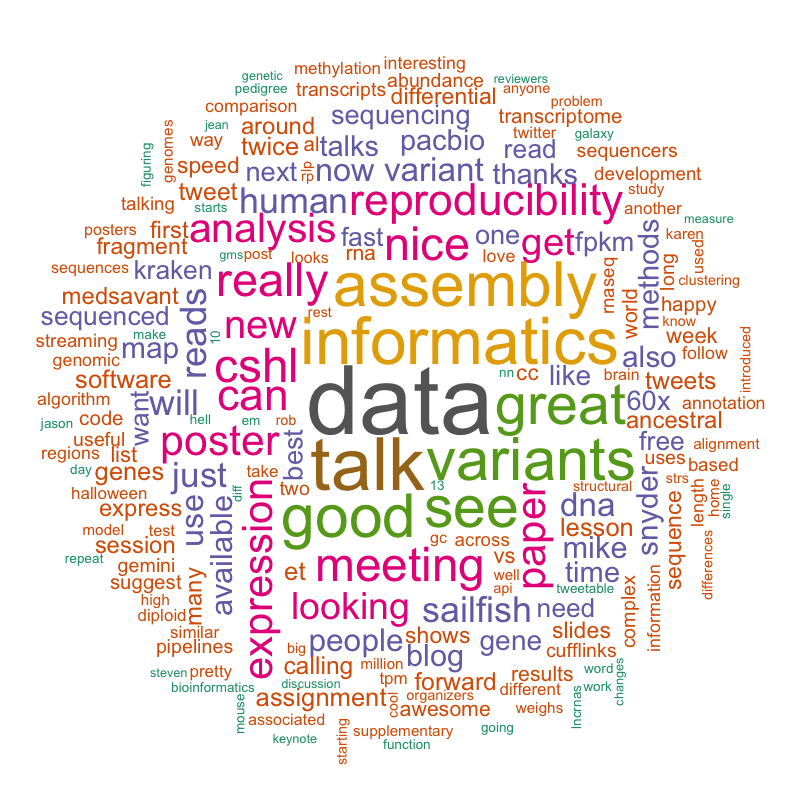 interesting
methylation
genetic
abundance
reviewers
pedigree
transcripts
differential
anyone
comparison
sequencing
problem
jean
around
transcriptome
genomes
way
twice
al
talks
pacbio
twitter
galaxy
figuring
speed
next
rplp
now
variant
read
sequencers
tweet
thanks
development
talking
starts
human
reproducibility
study
another
posters
first
analysis
nice
get
one
measure
fragment
fast
fpkm
karen
sequences
gms
post
looks
rna
love
methods
long
used
kraken
really
assembly
rnaseq
clustering
medsavant
world
happy
sequenced
reads
new
rest
know
make
10
informatics
week
streaming
map
also
follow
genomic
cshl
nn
cc
like
brain
tweets
introduced
software
can
data
great
60x
annotation
algorithm
want
will
ancestral
code
hell
em
rob
jason
useful
poster
talk
variants
free
alignment
regions
list
best
day
genes
just
take
13
structural
snyder
uses
based
halloween
diff
two
strs
express
use
available
expression
good
see
paper
dna
sequence
length
home
single
model
test
lesson
session
gc
across
mike
repeat
gemini
meeting
vs
differences
suggest
many
et
well
time
high
api
tweetable
diploid
looking
sailfish
need
complex
information
similar
people
shows
gene
slides
pipelines
big
blog
cufflinks
steven
pretty
calling
million
results
word
bioinformatics
discussion
tpm
forward
different
work
changes
mouse
assignment
cool
organizers
awesome
weighs
lncrnas
associated
keynote
starting
supplementary
going
function